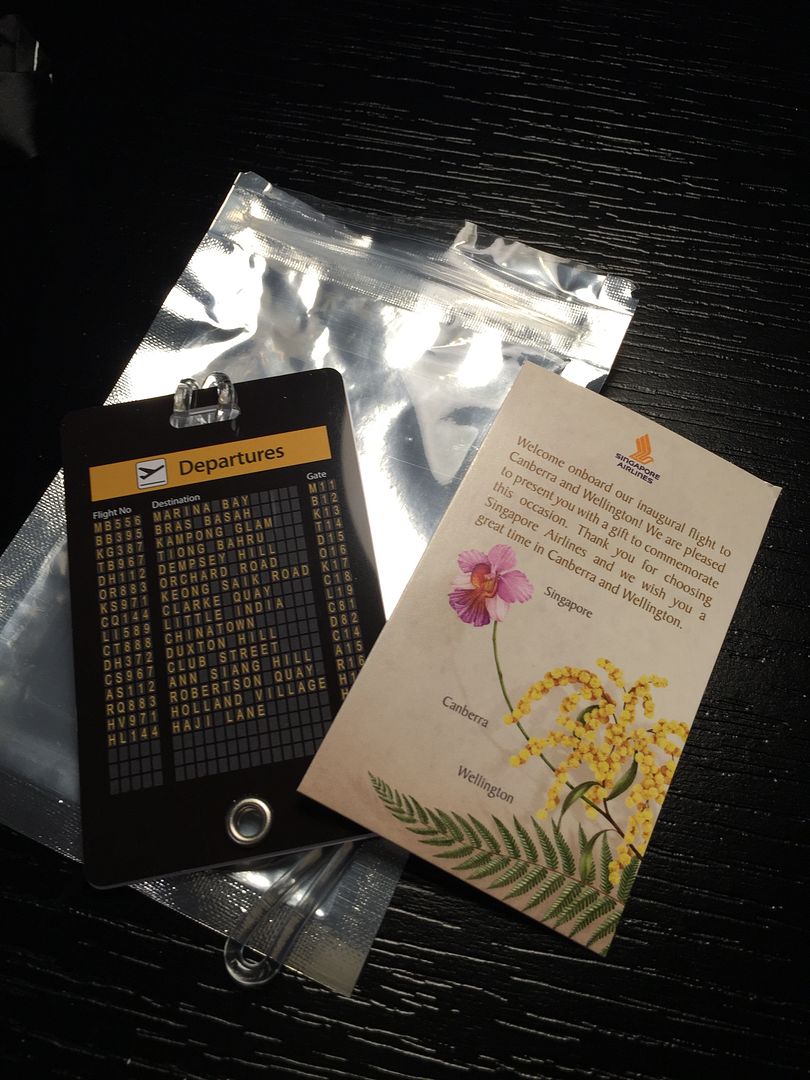 Departures
Flight No Destination Gate
MB556 MARINA BAY M11
BB395 BRAS BASAH B12
KG387 KAMPONG GLAM K13
TB967 TIONG BAHRU T14
DH112 DEMPSEY HILL D15
OR883 ORCHARD ROAD O16
KS971 KEONG SAIK ROAD K17
CQ144 CLARKE QUAY C18
LI589 LITTLE INDIA L19
CT888 CHINATOWN C81
DH372 DUXTON HILL D82
CS967 CLUB STREET C14
AS112 ANN SIANG HILL A15
RQ883 ROBERTSON QUAY R16
HV971 HOLLAND VILLAGE
HL144 HAJI LANE
SINGAPORE
AIRLINES
Welcome onboard our inaugural flight to
Canberra and Wellington! We are pleased
to present you with a gift to commemorate
this occasion. Thank you for choosing
Singapore Airlines and we wish you a
great time in Canberra and Wellington.
Singapore
Canberra
Wellington